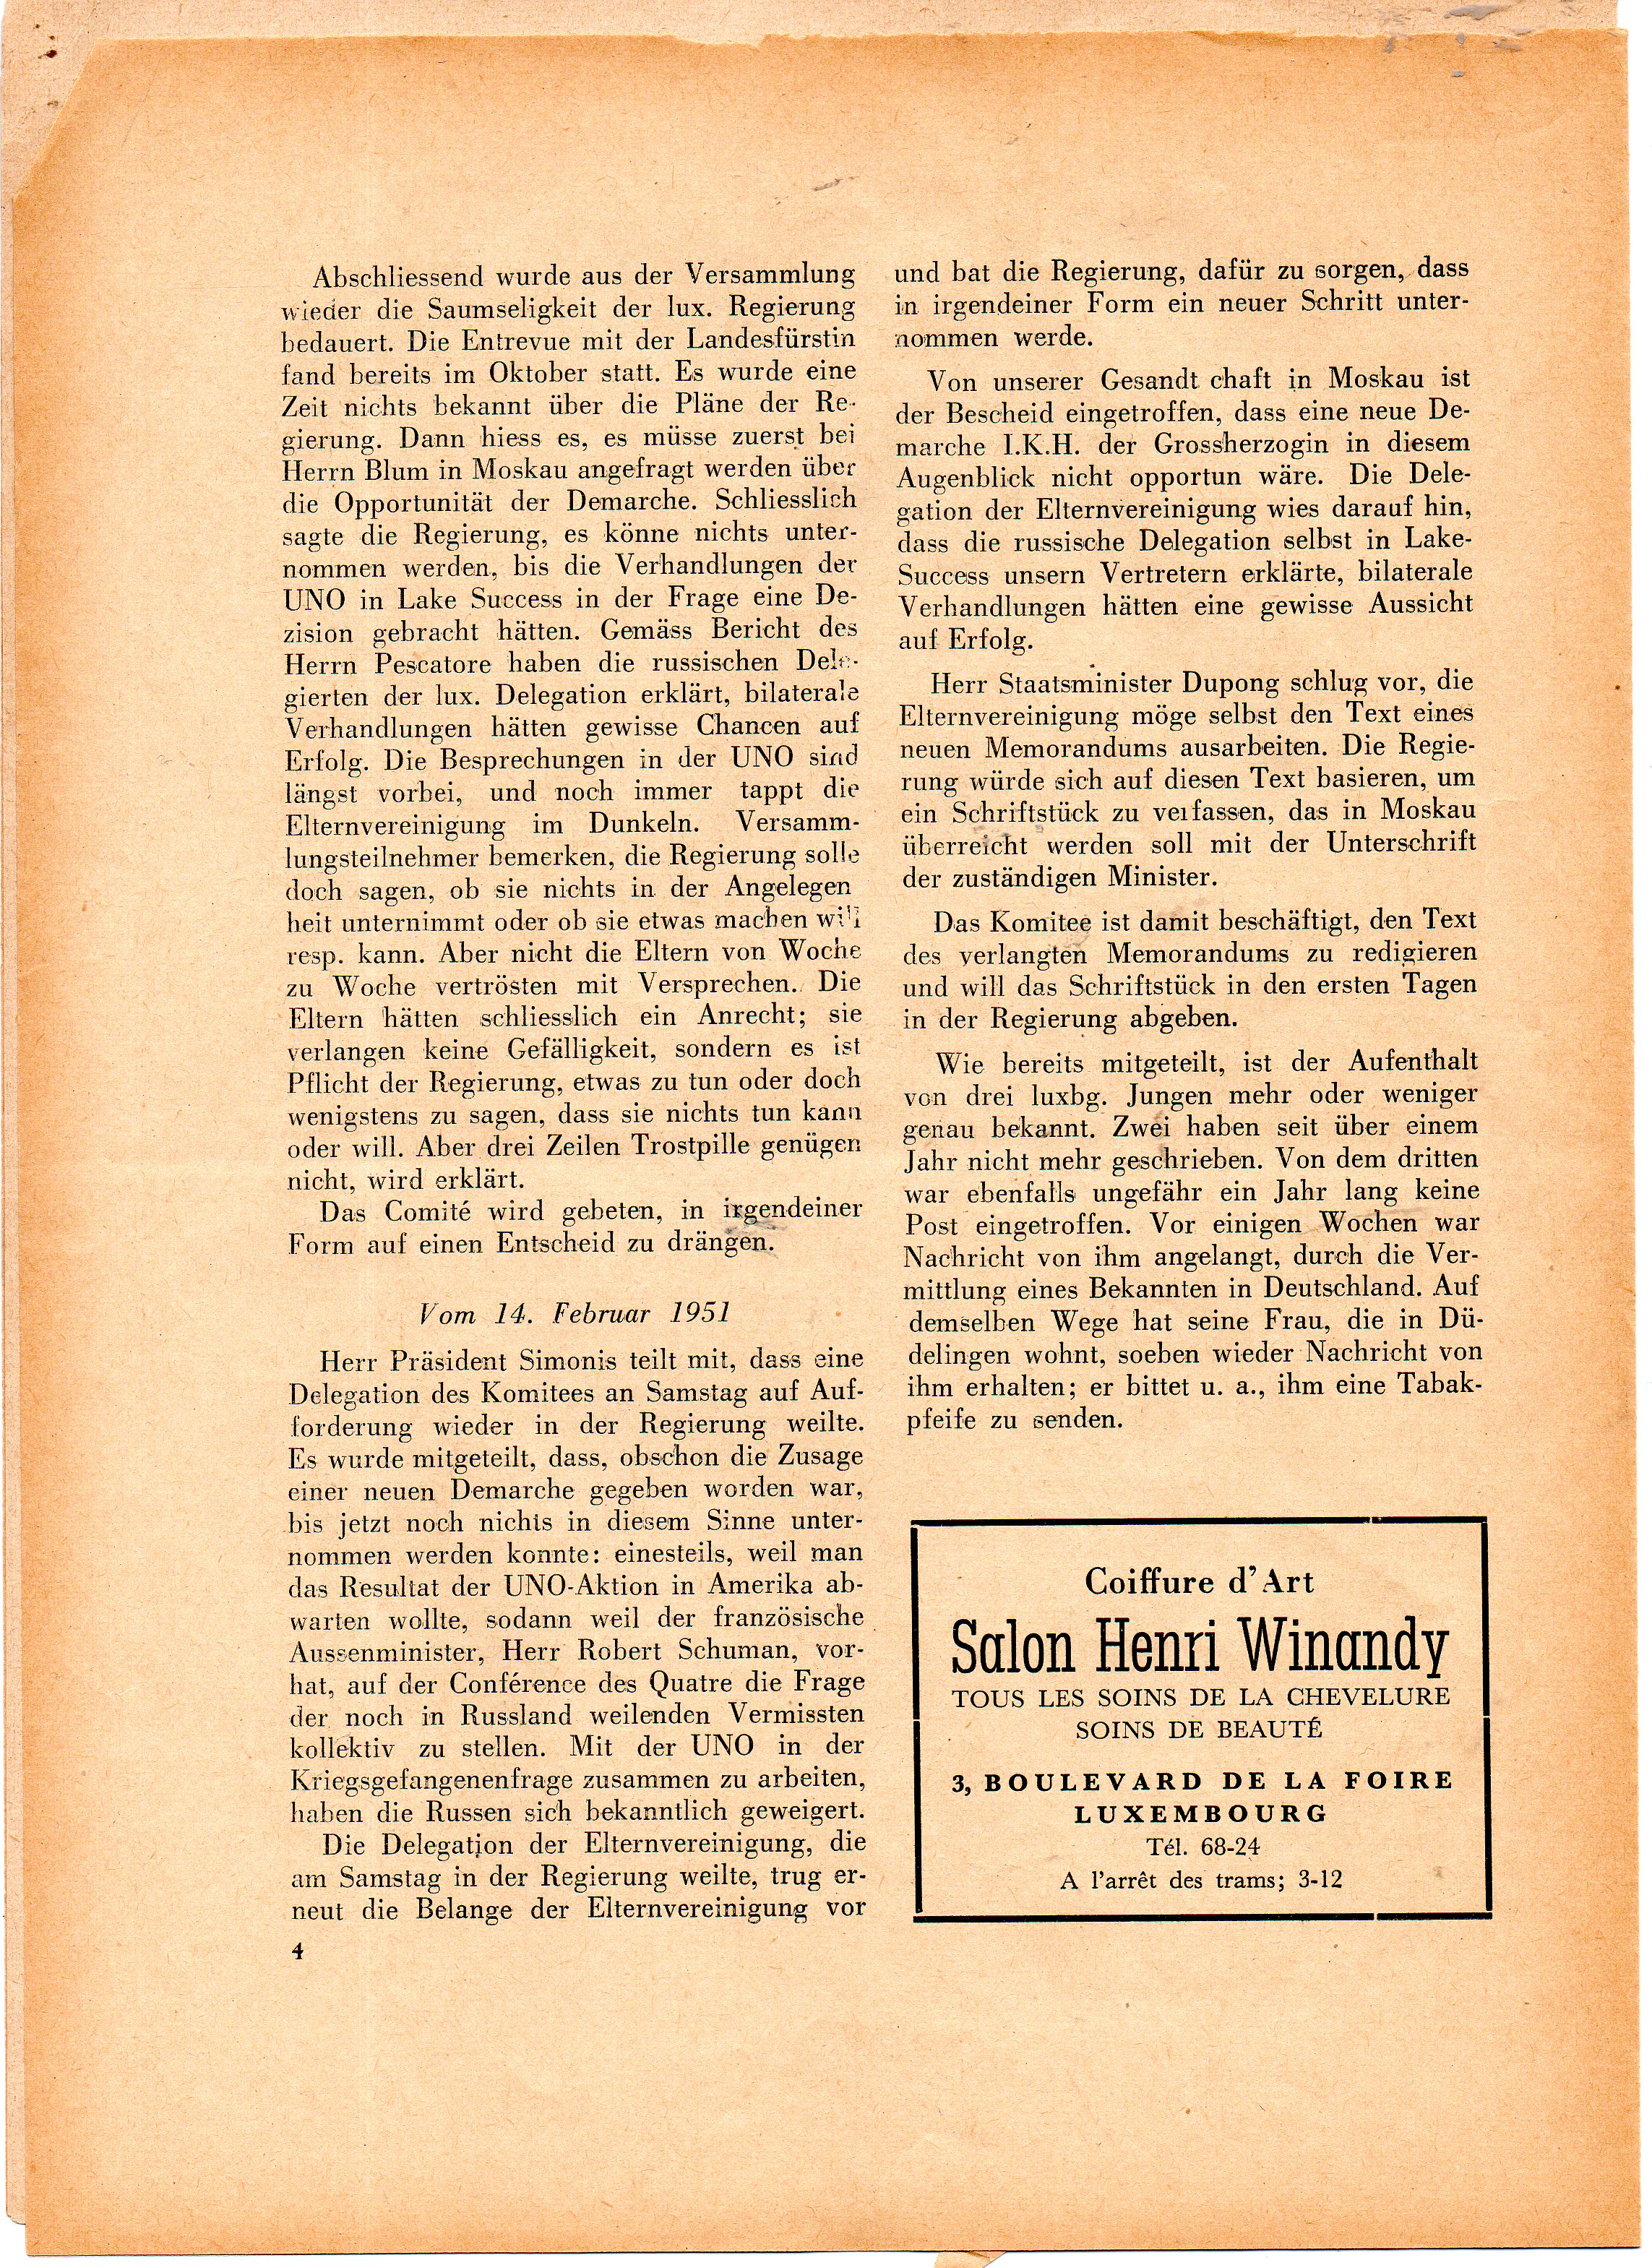 Abschliessend wurde aus der Versammlung
wieder die Saumseligkeit der lux. Regierung
bedauert. Die Entrevue mit der Landesfürstin
fand bereits im Oktober statt. Es wurde eine
Zeit nichts bekannt über die Pläne der Re-
gierung. Dann hiess es, es müsse zuerst bei
Herrn Blum in Moskau angefragt werden über
die Opportunität der Demarche. Schliesslich
sagte die Regierung, es könne nichts unter-
nommen werden, bis die Verhandlungen der
UNO in Lake Success in der Frage eine De-
zision gebracht hätten. Gemäss Bericht des
Herrn Pescatore haben die russischen Dele-
gierten der lux. Delegation erklärt, bilaterale
Verhandlungen hätten gewisse Chancen auf
Erfolg. Die Besprechungen in der UNO sind
längst vorbei, und noch immer tappt die
Elternvereinigung im Dunkeln. Versamm-
lungsteilnehmer bemerken, die Regierung solle
doch sagen, ob sie nichts in der Angelegen
heit unternimmt oder ob sie etwas machen will
resp. kann. Aber nicht die Eltern von Woche
zu Woche vertrösten mit Versprechen. Die
Eltern hätten schliesslich ein Anrecht; sie
verlangen keine Gefälligkeit, sondern es ist
Pflicht der Regierung, etwas zu tun oder doch
wenigstens zu sagen, dass sie nichts tun kann
oder will. Aber drei Zeilen Trostpille genügen
nicht, wird erklärt.
Das Comité wird gebeten, in irgendeiner
Form auf einen Entscheid zu drängen.
Vom 14. Februar 1951
Herr Präsident Simonis teilt mit, dass eine
Delegation des Komitees an Samstag auf Auf-
forderung wieder in der Regierung weilte.
Es wurde mitgeteilt, dass, obschon die Zusage
einer neuen Demarche gegeben worden war,
bis jetzt noch nichts in diesem Sinne unter-
nommen werden konnte: einesteils, weil man
das Resultat der UNO-Aktion in Amerika ab-
warten wollte, sodann weil der französische
Aussenminister, Herr Robert Schuman, vor-
hat, auf der Conférence des Quatre die Frage
der noch in Russland weilenden Vermissten
kollektiv zu stellen. Mit der UNO in der
Kriegsgefangenenfrage zusammen zu arbeiten,
haben die Russen sich bekanntlich geweigert.
Die Delegation der Elternvereinigung, die
am Samstag in der Regierung weilte, trug er-
neut die Belange der Elternvereinigung vor
4
und bat die Regierung, dafür zu sorgen, dass
in irgendeiner Form ein neuer Schritt unter-
nommen werde.
Von unserer Gesandt chaft in Moskau ist
der Bescheid eingetroffen, dass eine neue De-
marche I.K.H. der Grossherzogin in diesem
Augenblick nicht opportun wäre. Die Dele-
gation der Elternvereinigung wies darauf hin,
dass die russische Delegation selbst in Lake-
Success unsern Vertretern erklärte, bilaterale
Verhandlungen hätten eine gewisse Aussicht
auf Erfolg.
Herr Staatsminister Dupong schlug vor, die
Elternvereinigung möge selbst den Text eines
neuen Memorandums ausarbeiten. Die Regie-
rung würde sich auf diesen Text basieren, um
ein Schriftstück zu verfassen, das in Moskau
überreicht werden soll mit der Unterschrift
der zuständigen Minister.
Das Komitee ist damit beschäftigt, den Text
des verlangten Memorandums zu redigieren
und will das Schriftstück in den ersten Tagen
in der Regierung abgeben.
Wie bereits mitgeteilt, ist der Aufenthalt
von drei luxbg. Jungen mehr oder weniger
genau bekannt. Zwei haben seit über einem
Jahr nicht mehr geschrieben. Von dem dritten
war ebenfalls ungefähr ein Jahr lang keine
Post eingetroffen. Vor einigen Wochen war
Nachricht von ihm angelangt, durch die Ver-
mittlung eines Bekannten in Deutschland. Auf
demselben Wege hat seine Frau, die in Dü-
delingen wohnt, soeben wieder Nachricht von
ihm erhalten; er bittet u. a., ihm eine Tabak-
pfeife zu senden.
Coiffure d'Art
Salon Henri Winandy
TOUS LES SOINS DE LA CHEVELURE
SOINS DE BEAUTÉ
3, BOULEVARD DE LA FOIRE
LUXEMBOURG
Tél. 68-24
A l'arrêt des trams; 3-12